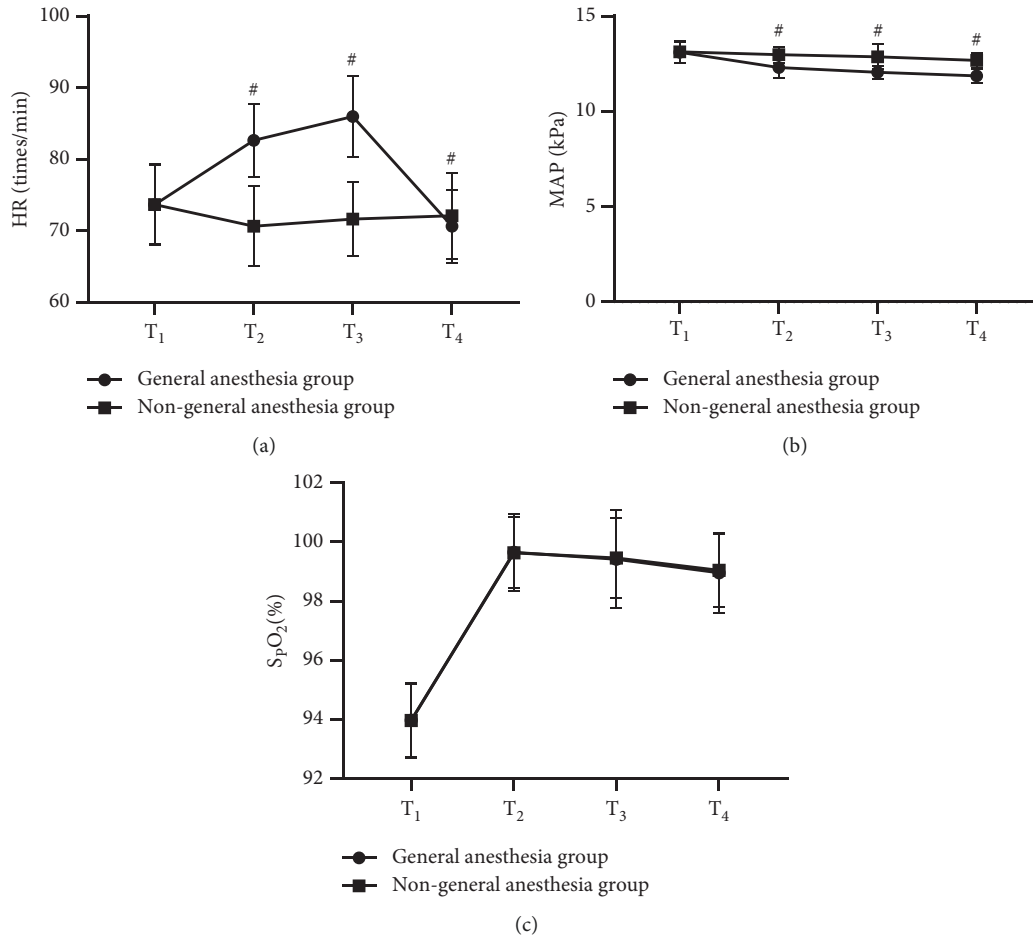 100
90
80
70
60
HR (times/min)
#
#
#
T1 T2 T3 T4
General anesthesia group
Non-general anesthesia group
(a)
15
10
5
0
MAP (kPa)
# # #
T1 T2 T3 T4
General anesthesia group
Non-general anesthesia group
(b)
102
100
98
96
94
92
SPO2(%)
T1 T2 T3 T4
General anesthesia group
Non-general anesthesia group
(c)